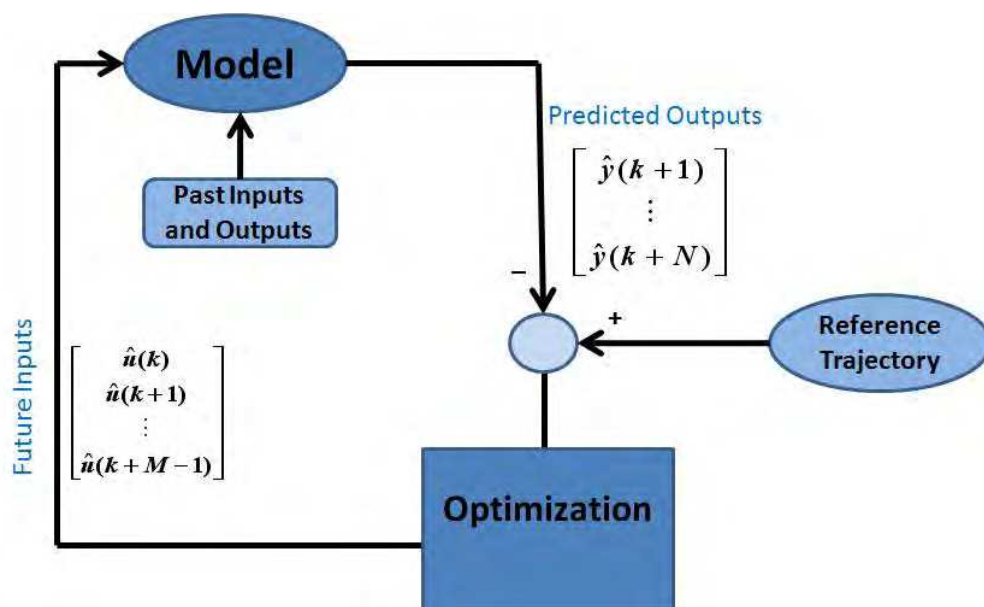 Model
Past Inputs
and Outputs
Predicted Outputs
ŷ(k+1)
⋮
ŷ(k+N)
−
+
Reference
Trajectory
Future Inputs
û(k)
û(k+1)
⋮
û(k+M−1)
Optimization